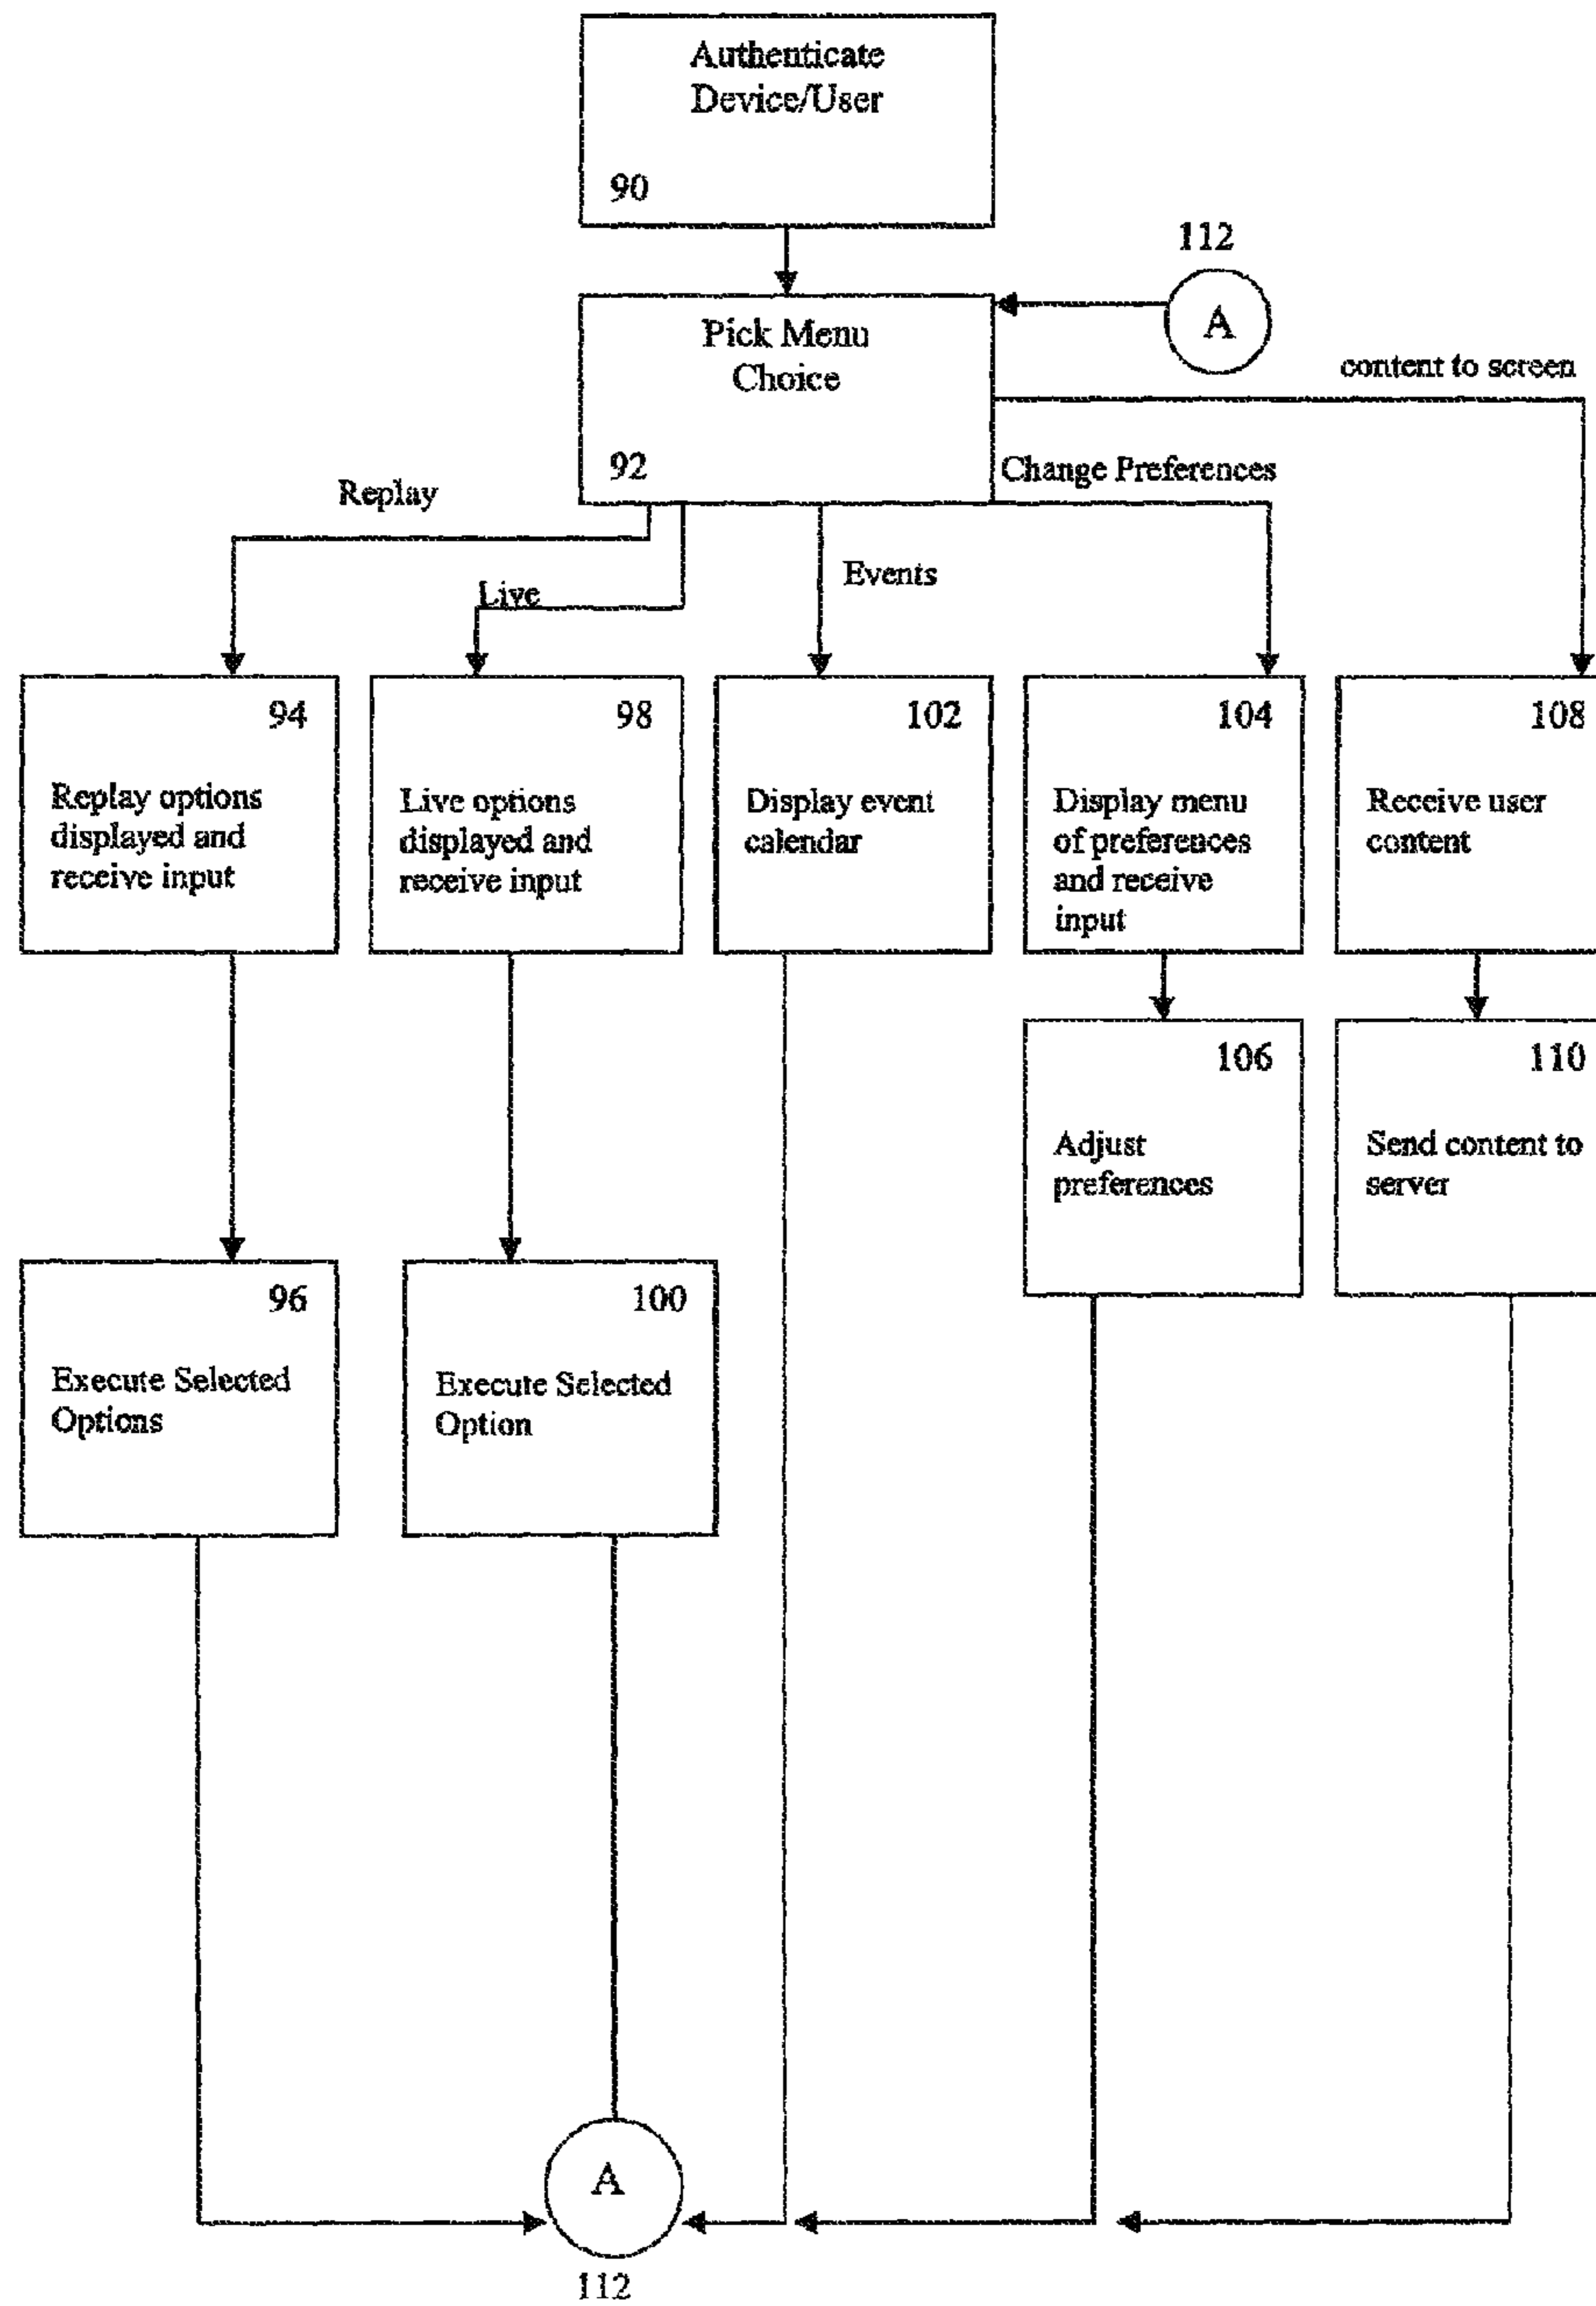 Authenticate
Device/User
90
112
A
Pick Menu
Choice
92
content to screen
Change Preferences
Replay
Live
Events
94
Replay options
displayed and
receive input
98
Live options
displayed and
receive input
102
Display event
calendar
104
Display menu
of preferences
and receive
input
108
Receive user
content
106
Adjust
preferences
110
Send content to
server
96
Execute Selected
Options
100
Execute Selected
Option
A
112